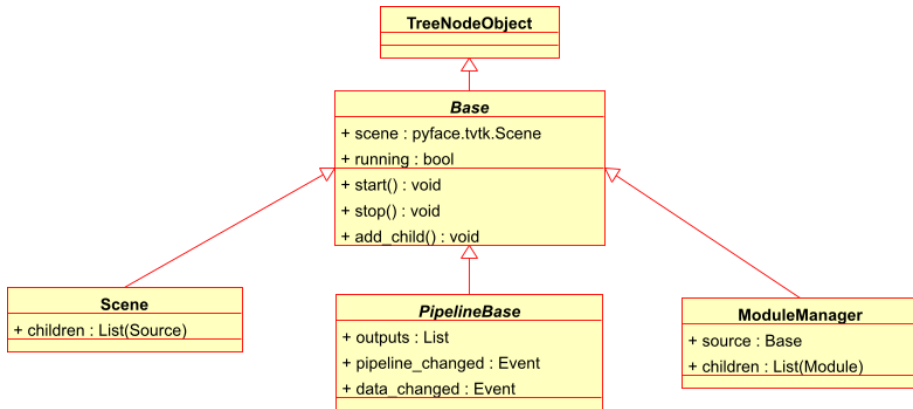 TreeNodeObject
Base
+ scene : pyface.tvtk.Scene
+ running : bool
+ start() : void
+ stop() : void
+ add_child() : void
Scene
+ children : List(Source)
PipelineBase
+ outputs : List
+ pipeline_changed : Event
+ data_changed : Event
ModuleManager
+ source : Base
+ children : List(Module)